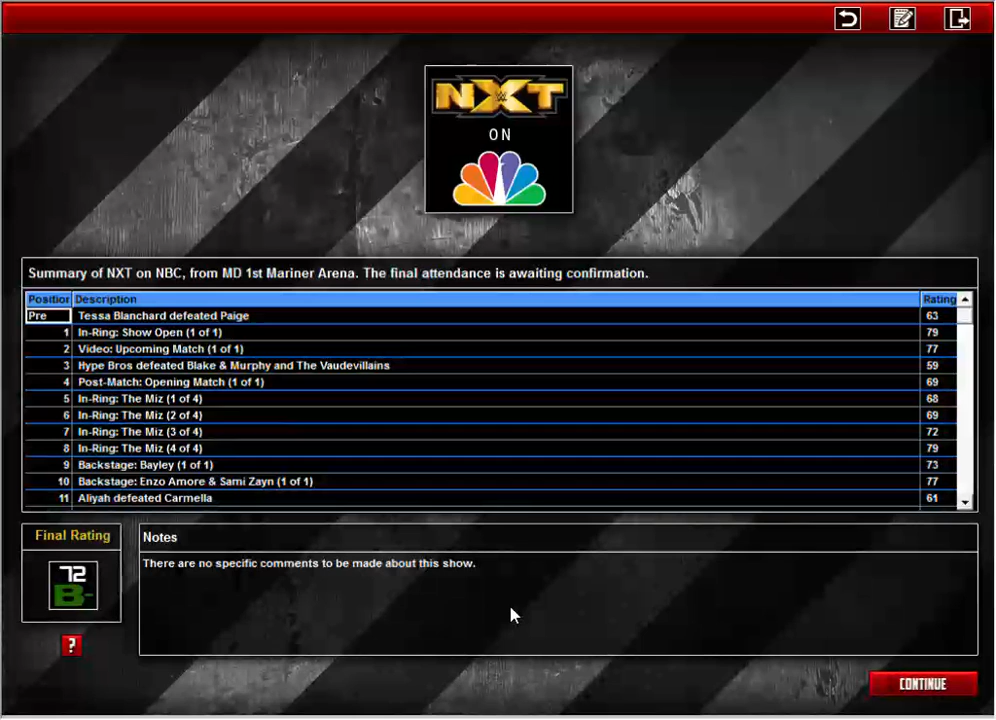 NXT
ON
Summary of NXT on NBC, from MD 1st Mariner Arena. The final attendance is awaiting confirmation.
Position Description Rating
Pre Tessa Blanchard defeated Paige 63
1 In-Ring: Show Open (1 of 1) 79
2 Video: Upcoming Match (1 of 1) 77
3 Hype Bros defeated Blake & Murphy and The Vaudevillains 59
4 Post-Match: Opening Match (1 of 1) 69
5 In-Ring: The Miz (1 of 4) 68
6 In-Ring: The Miz (2 of 4) 69
7 In-Ring: The Miz (3 of 4) 72
8 In-Ring: The Miz (4 of 4) 79
9 Backstage: Bayley (1 of 1) 73
10 Backstage: Enzo Amore & Sami Zayn (1 of 1) 77
11 Aliyah defeated Carmella 61
Final Rating
72
B-
?
Notes
There are no specific comments to be made about this show.
CONTINUE